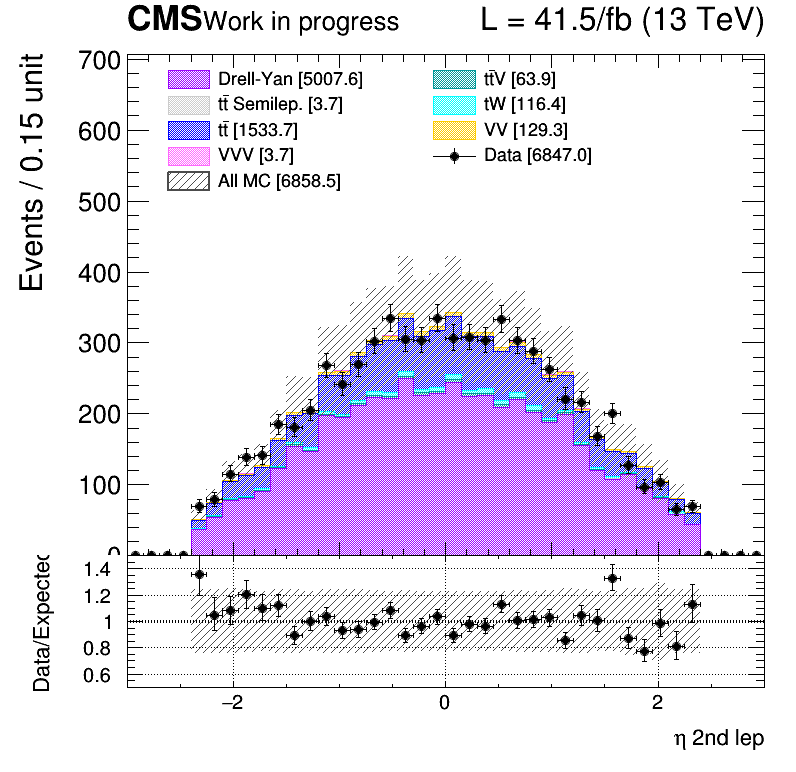 CMS Work in progress L = 41.5/fb (13 TeV)
Events / 0.15 unit
700
600
500
400
300
200
100
0
Drell-Yan [5007.6]
tt̄ Semilep. [3.7]
tt̄ [1533.7]
VVV [3.7]
All MC [6858.5]
tt̄V [63.9]
tW [116.4]
VV [129.3]
Data [6847.0]
Data/Expected
1.4
1.2
1
0.8
0.6
−2 0 2
η 2nd lep